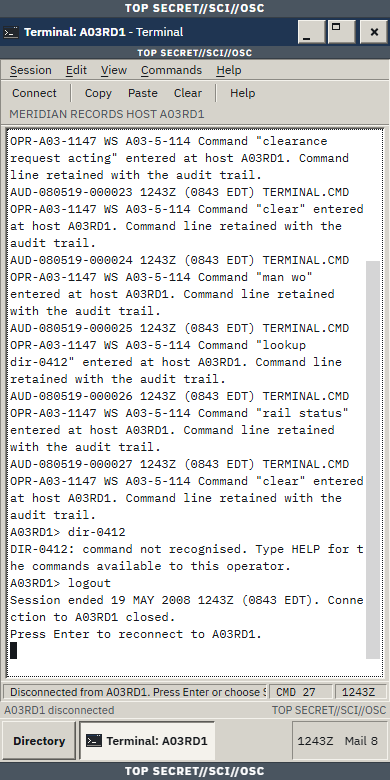 TOP SECRET//SCI//OSC
Terminal: A03RD1 - Terminal
TOP SECRET//SCI//OSC
Session Edit View Commands Help
Connect Copy Paste Clear Help
MERIDIAN RECORDS HOST A03RD1
OPR-A03-1147 WS A03-5-114 Command "clearance
request acting" entered at host A03RD1. Command
line retained with the audit trail.
AUD-080519-000023 1243Z (0843 EDT) TERMINAL.CMD
OPR-A03-1147 WS A03-5-114 Command "clear" entered
at host A03RD1. Command line retained with the
audit trail.
AUD-080519-000024 1243Z (0843 EDT) TERMINAL.CMD
OPR-A03-1147 WS A03-5-114 Command "man wo"
entered at host A03RD1. Command line retained
with the audit trail.
AUD-080519-000025 1243Z (0843 EDT) TERMINAL.CMD
OPR-A03-1147 WS A03-5-114 Command "lookup
dir-0412" entered at host A03RD1. Command line
retained with the audit trail.
AUD-080519-000026 1243Z (0843 EDT) TERMINAL.CMD
OPR-A03-1147 WS A03-5-114 Command "rail status"
entered at host A03RD1. Command line retained
with the audit trail.
AUD-080519-000027 1243Z (0843 EDT) TERMINAL.CMD
OPR-A03-1147 WS A03-5-114 Command "clear" entered
at host A03RD1. Command line retained with the
audit trail.
A03RD1> dir-0412
DIR-0412: command not recognised. Type HELP for t
he commands available to this operator.
A03RD1> logout
Session ended 19 MAY 2008 1243Z (0843 EDT). Conne
ction to A03RD1 closed.
Press Enter to reconnect to A03RD1.
Disconnected from A03RD1. Press Enter or choose CMD 27 1243Z
A03RD1 disconnected TOP SECRET//SCI//OSC
Directory Terminal: A03RD1 1243Z Mail 8
TOP SECRET//SCI//OSC